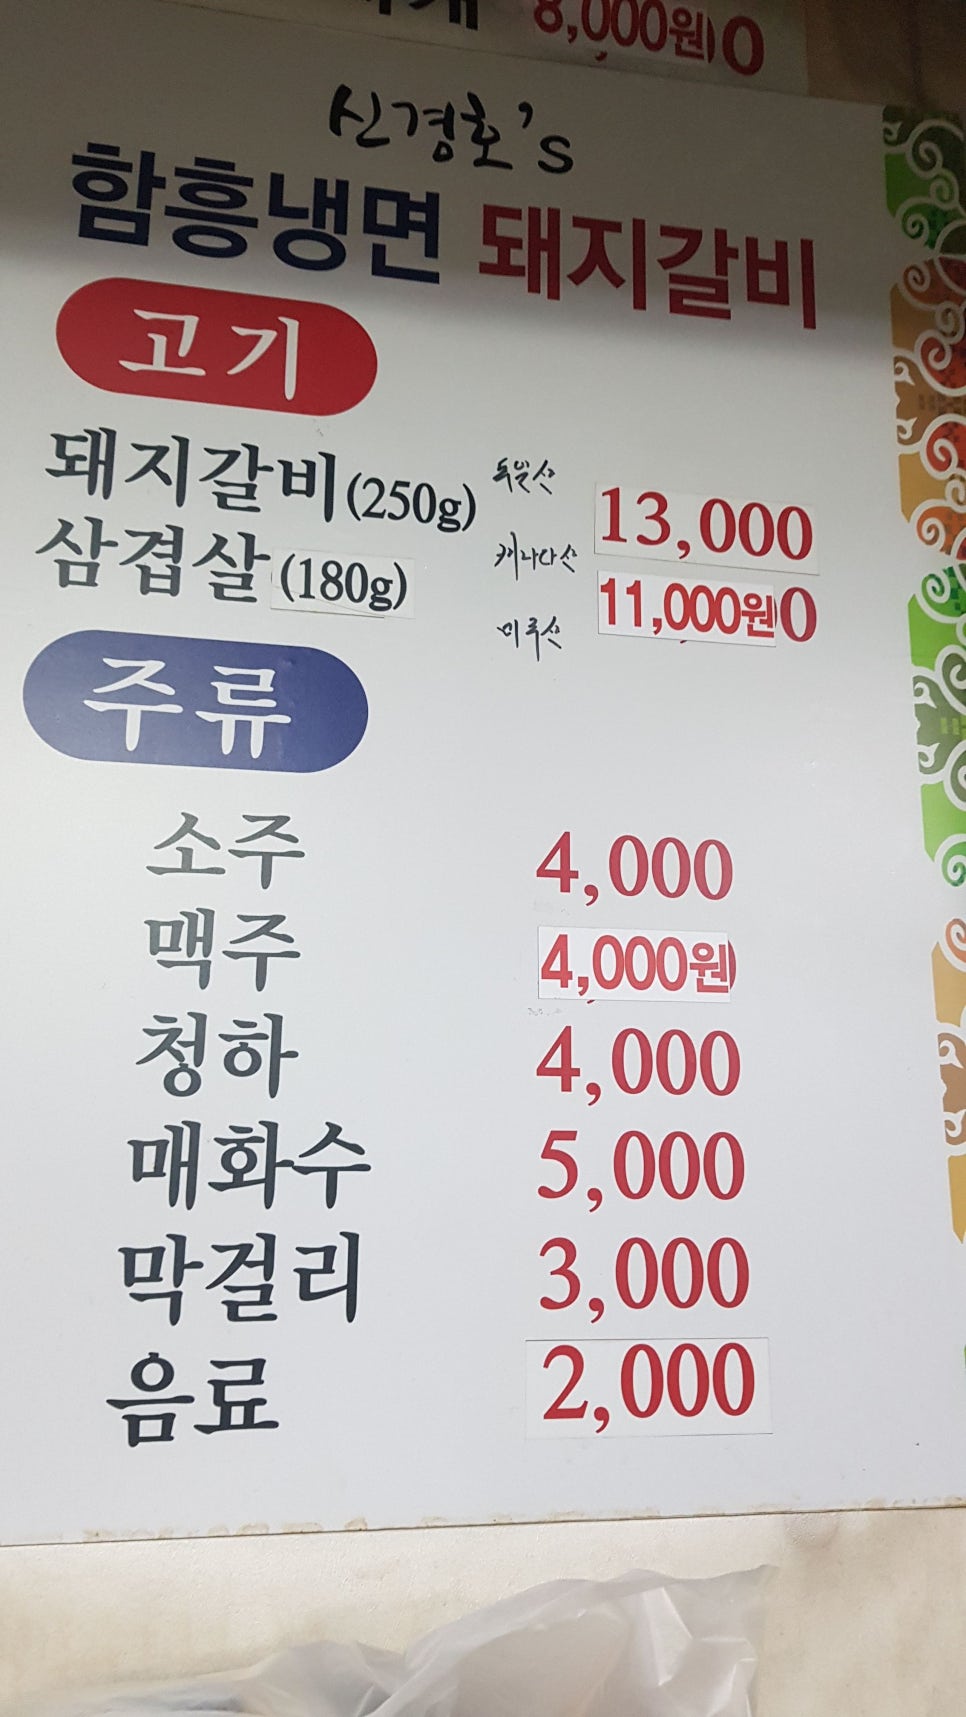 8,000원0
신경호's
함흥냉면 돼지갈비
고기
돼지갈비(250g) 독일산 13,000
캐나다산
삼겹살(180g) 11,000원0
미국산
주류
소주 4,000
맥주 4,000원
청하 4,000
매화수 5,000
막걸리 3,000
음료 2,000